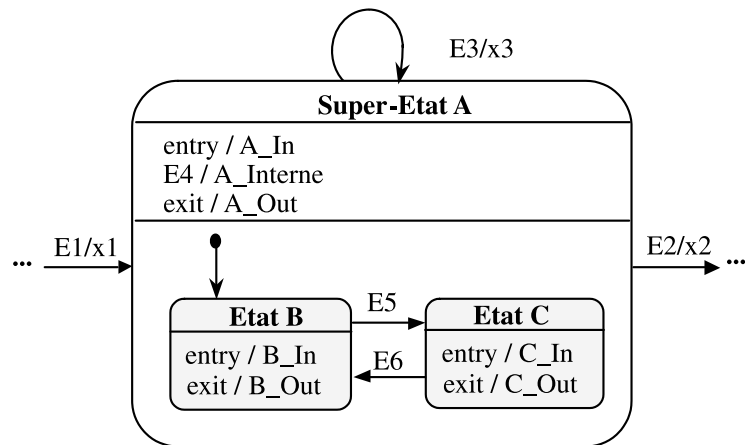 E3/x3
Super-Etat A
entry / A_In
E4 / A_Interne
exit / A_Out
... E1/x1
E2/x2 ...
Etat B
entry / B_In
exit / B_Out
E5
E6
Etat C
entry / C_In
exit / C_Out